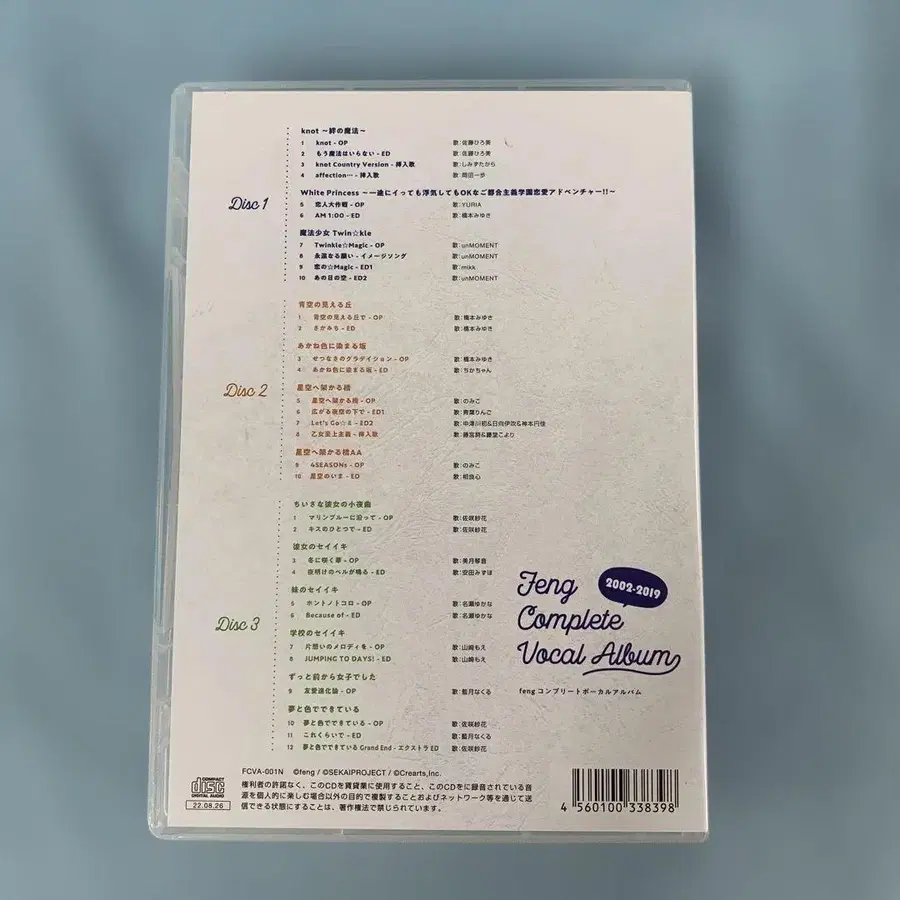 knot ~絆の魔法~
1 knot - OP 歌:佐藤ひろ美
2 もう魔法はいらない - ED 歌:佐藤ひろ美
3 knot Country Version - 挿入歌 歌:しみずたから
4 affection… - 挿入歌 歌:岡田一歩
Disc 1
White Princess ~一途にイっても浮気してもOKなご都合主義学園恋愛アドベンチャー!!~
5 恋人大作戦 - OP 歌:YURIA
6 AM 1:00 - ED 歌:橋本みゆき
魔法少女 Twin☆kle
7 Twinkle☆Magic - OP 歌:unMOMENT
8 永遠なる願い - イメージソング 歌:unMOMENT
9 恋の☆Magic - ED1 歌:mikk
10 あの日の空 - ED2 歌:unMOMENT
Disc 2
青空の見える丘
1 青空の見える丘で - OP 歌:橋本みゆき
2 さかみち - ED 歌:橋本みゆき
あかね色に染まる坂
3 せつなさのグラデイション - OP 歌:橋本みゆき
4 あかね色に染まる坂 - ED 歌:ちかちゃん
星空へ架かる橋
5 星空へ架かる橋 - OP 歌:のみこ
6 広がる夜空の下で - ED1 歌:青葉りんご
7 Let's Go☆彡 - ED2 歌:中津川初&日向伊吹&神本円佳
8 乙女至上主義 - 挿入歌 歌:藤宮詩&鐘堂こより
星空へ架かる橋AA
9 4SEASONs - OP 歌:のみこ
10 星空のいま - ED 歌:相良心
Disc 3
ちいさな彼女の小夜曲
1 マリンブルーに沿って - OP 歌:佐咲紗花
2 キスのひとつで - ED 歌:佐咲紗花
彼女のセイイキ
3 冬に咲く華 - OP 歌:美月琴音
4 夜明けのベルが鳴る - ED 歌:安田みずほ
妹のセイイキ
5 ホントノトコロ - OP 歌:名瀬ゆかな
6 Because of - ED 歌:名瀬ゆかな
学校のセイイキ
7 片想いのメロディを - OP 歌:山崎もえ
8 JUMPING TO DAYS! - ED 歌:山崎もえ
ずっと前から女子でした
9 友愛進化論 - OP 歌:藍月なくる
夢と色でできている
10 夢と色でできている - OP 歌:佐咲紗花
11 これくらいで - ED 歌:藍月なくる
12 夢と色でできている Grand End - エクストラED 歌:佐咲紗花
Feng
2002-2019
Complete
Vocal Album
feng コンプリートボーカルアルバム
FCVA-001N ©feng / ©SEKAIPROJECT / ©Crearts,Inc.
権利者の許諾なく、このCDを賃貸業に使用すること、このCDに録音されている音
源を個人的に楽しむ場合以外の目的で複製することおよびネットワーク等を通じて送
信できる状態にすることは、著作権法で禁じられています。
COMPACT
disc
DIGITAL AUDIO
22.08.26
4 560100 338398